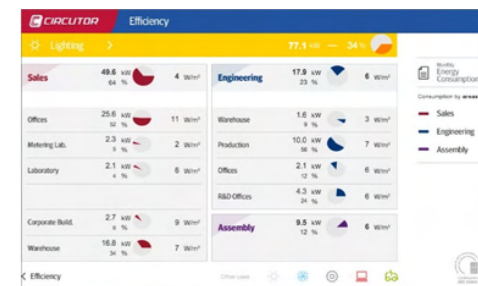 CIRCUTOR Efficiency
Lighting > 77.1 kW — 34 %
Sales 49.6 kW 64 % 4 W/m²
Offices 25.6 kW 52 % 11 W/m²
Metering Lab. 2.3 kW 5 % 2 W/m²
Laboratory 2.1 kW 4 % 6 W/m²
Corporate Build. 2.7 kW % 9 W/m²
Warehouse 16.8 kW 34 % 7 W/m²
Engineering 17.9 kW 23 % 6 W/m²
Warehouse 1.6 kW 9 % 3 W/m²
Production 10.0 kW 56 % 7 W/m²
Offices 2.1 kW 12 % 6 W/m²
R&D Offices 4.3 kW 24 % 6 W/m²
Assembly 9.5 kW 12 % 6 W/m²
Monthly
Energy
Consumption
Consumption by areas
Sales
Engineering
Assembly
< Efficiency
Other uses